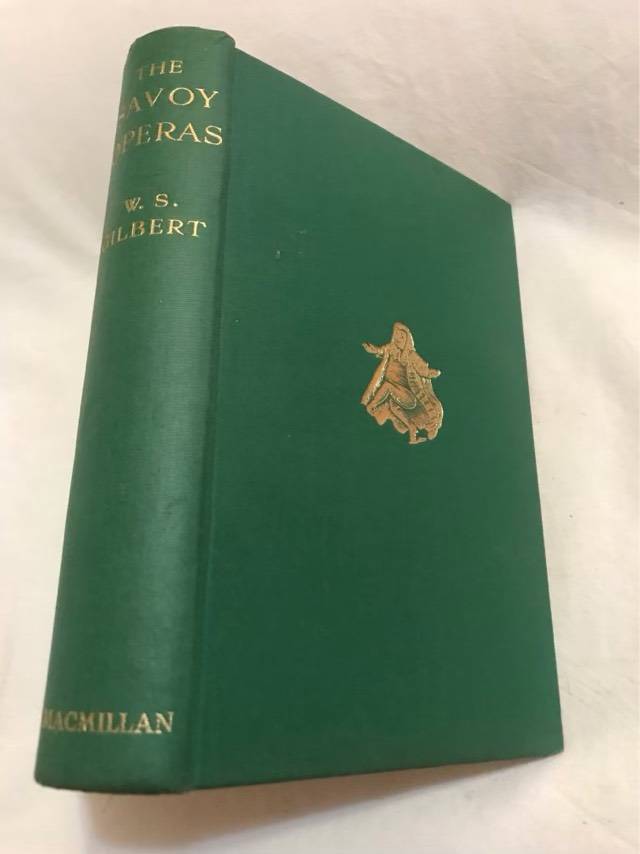 THE
SAVOY
OPERAS
W. S.
GILBERT
MACMILLAN